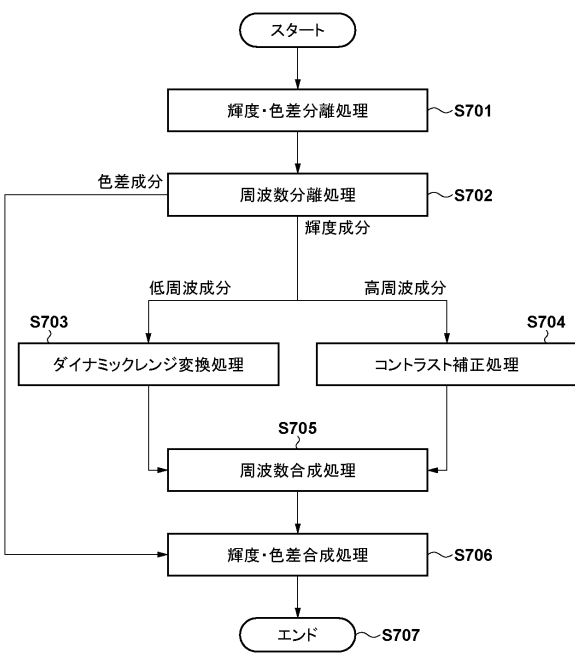 スタート
輝度・色差分離処理
S701
色差成分
周波数分離処理
S702
輝度成分
低周波成分
高周波成分
S703
S704
ダイナミックレンジ変換処理
コントラスト補正処理
S705
周波数合成処理
輝度・色差合成処理
S706
エンド
S707